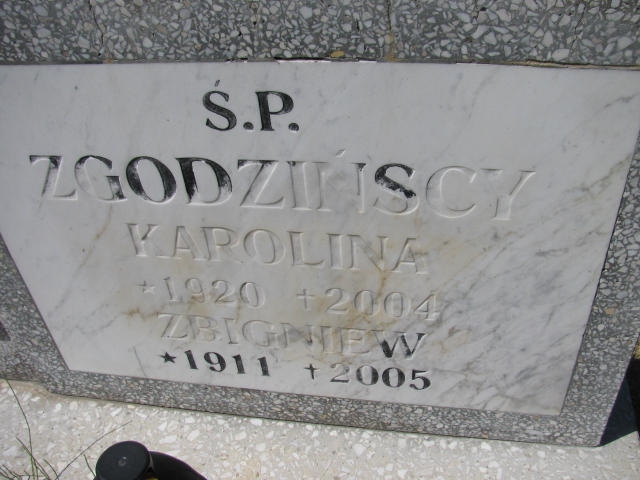 Ś.P.
ZGODZIŃSCY
KAROLINA
*1920 +2004
ZBIGNIEW
*1911 +2005